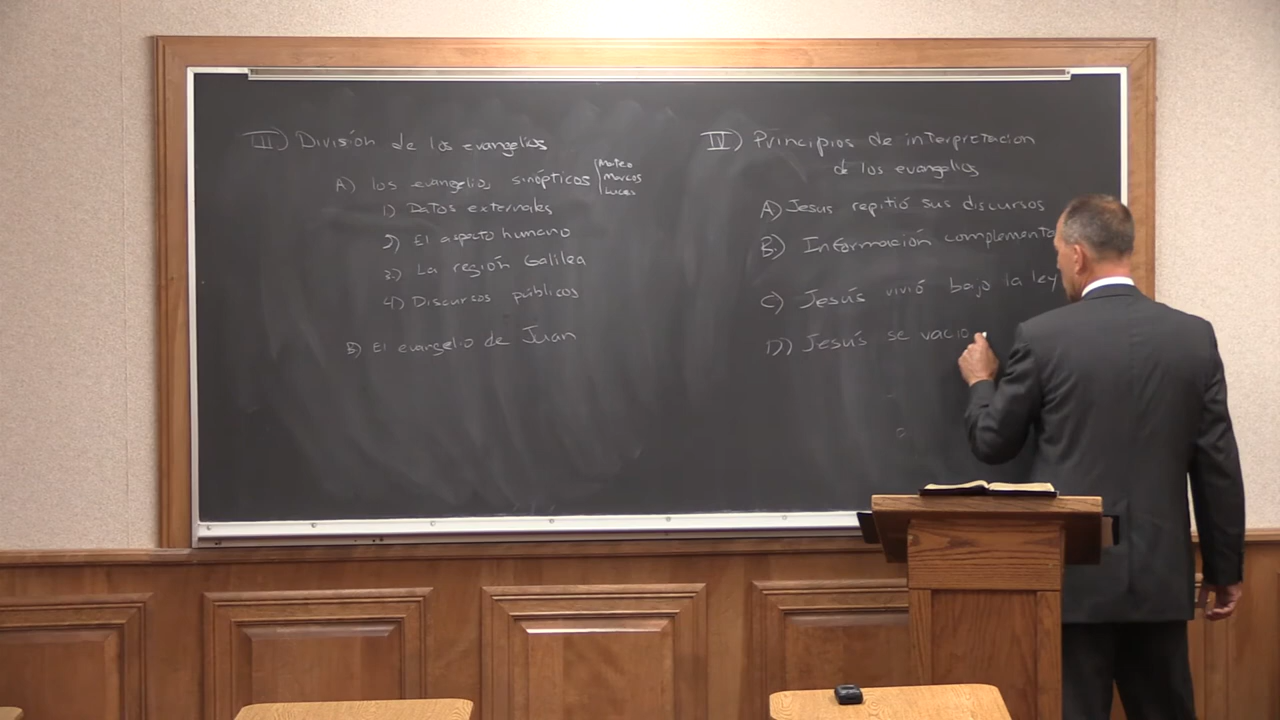 III) División de los evangelios
A) los evangelios sinópticos { Mateo
Marcos
Lucas
1) Datos externales
2) El aspecto humano
3.) La región Galilea
4) Discursos públicos
B) El evangelio de Juan
IV) Principios de interpretacion
de los evangelios
A) Jesus repitió sus discursos
B.) Información complementa
C) Jesús vivió bajo la ley
D) Jesús se vacio